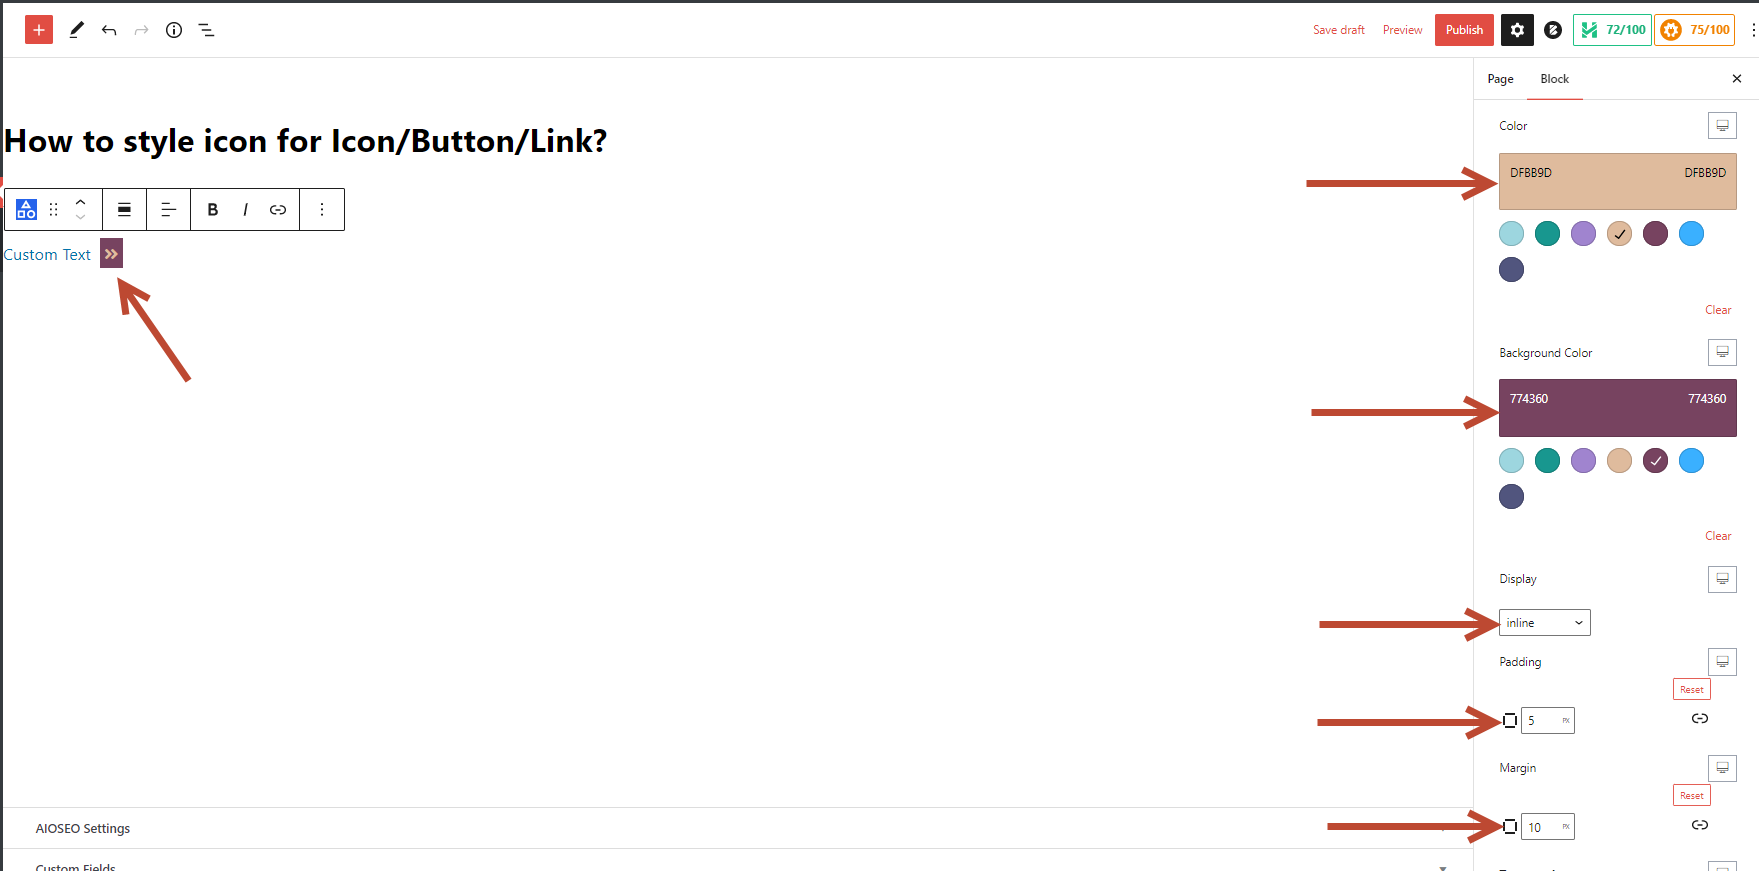 Save draft
Preview
Publish
72/100
75/100
Page
Block
How to style icon for Icon/Button/Link?
B I
Custom Text
Color
DFBB9D DFBB9D
Clear
Background Color
774360 774360
Clear
Display
inline
Padding
Reset
5 PX
Margin
Reset
10 PX
AIOSEO Settings
Custom Fields